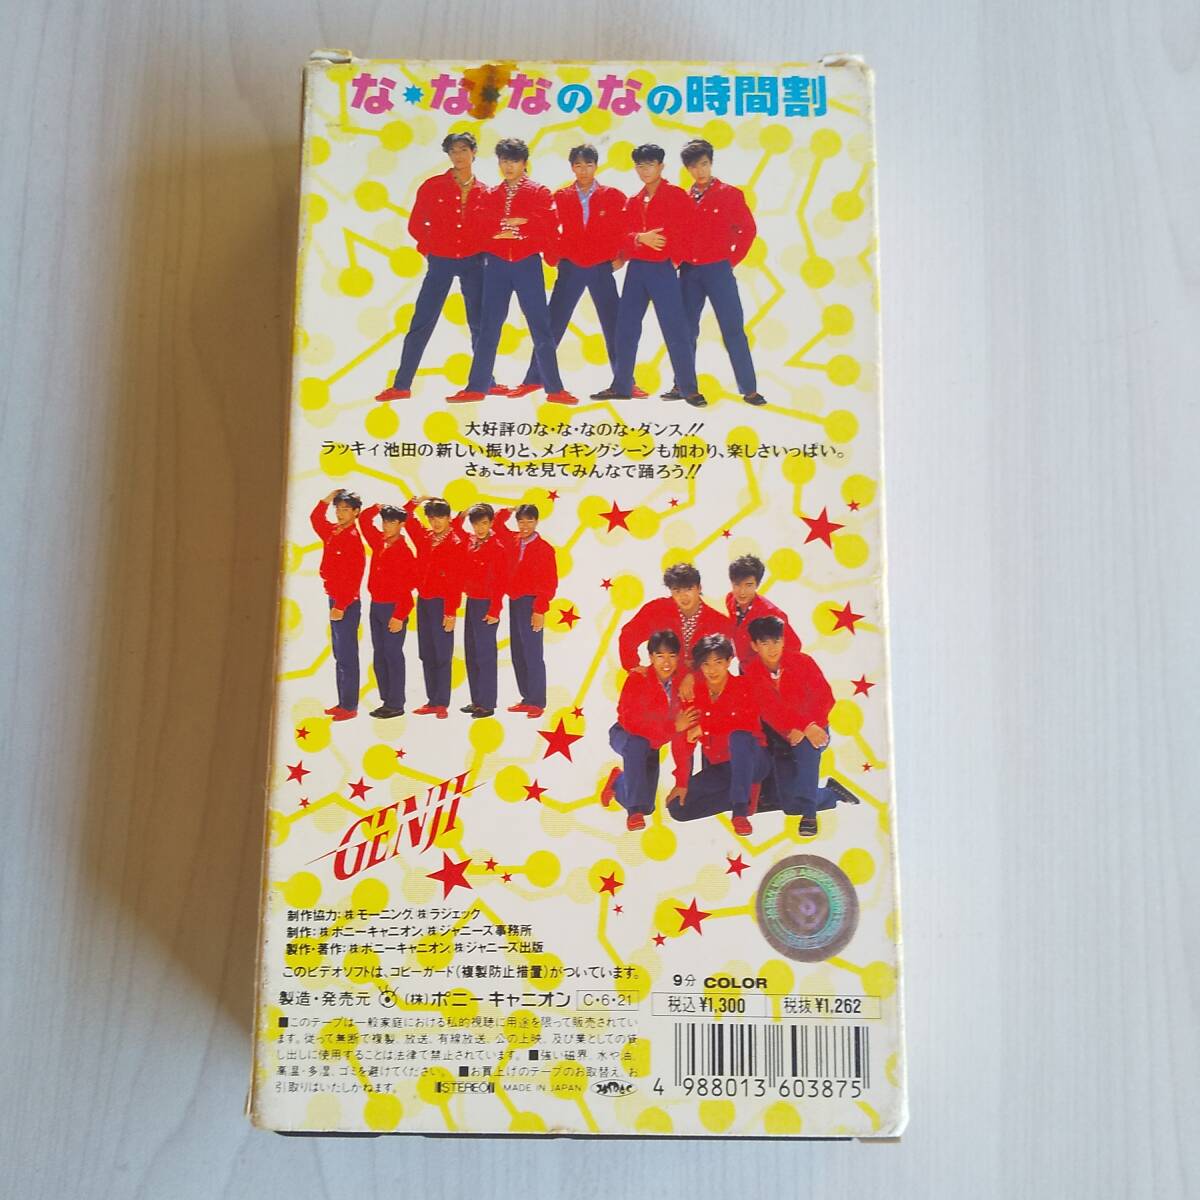 な・な・なのなの時間割
大好評のな・な・なのな・ダンス!!
ラッキィ池田の新しい振りと、メイキングシーンも加わり、楽しさいっぱい。
さぁこれを見てみんなで踊ろう!!
GENJI
制作協力:㈱モーニング、㈱ラジェック
制作:㈱ポニーキャニオン、㈱ジャニーズ事務所
製作・著作:㈱ポニーキャニオン、㈱ジャニーズ出版
このビデオソフトは、コピーガード(複製防止措置)がついています。
製造・発売元 (株)ポニーキャニオン C・6・21
9分 COLOR
税込¥1,300 税抜¥1,262
■このテープは一般家庭における私的視聴に用途を限って販売されてい
ます。従って無断で複製、放送、有線放送、公の上映、及び業としての貸
し出しに使用することは法律で禁止されています。■強い磁界、水や油、
高温・多湿、ゴミを避けてください。■お買上げのテープのお取替え、お
引取りはいたしかねます。 STEREO MADE IN JAPAN
4 988013 603875